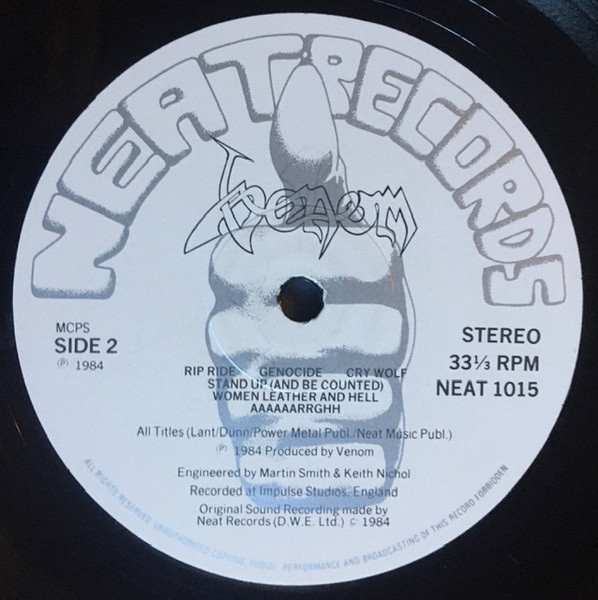 NEAT RECORDS
VENOM
MCPS
SIDE 2
Ⓟ 1984
STEREO
33⅓ RPM
NEAT 1015
RIP RIDE GENOCIDE CRY WOLF
STAND UP (AND BE COUNTED)
WOMEN LEATHER AND HELL
AAAAAARRGHH
All Titles (Lant/Dunn/Power Metal Publ./Neat Music Publ.)
Ⓟ 1984 Produced by Venom
Engineered by Martin Smith & Keith Nichol
Recorded at Impulse Studios, England
Original Sound Recording made by
Neat Records (D.W.E. Ltd.) © 1984
ALL RIGHTS RESERVED UNAUTHORISED COPYING, PUBLIC PERFORMANCE AND BROADCASTING OF THIS RECORD FORBIDDEN